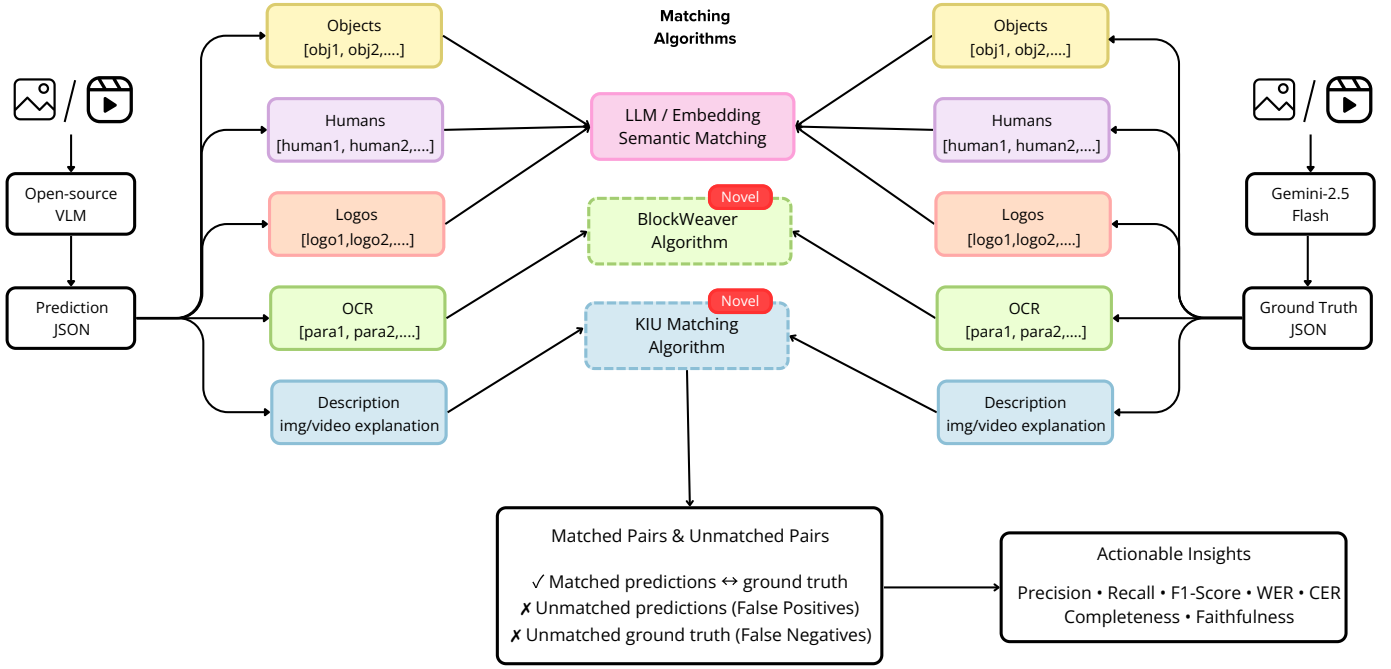 Matching
Algorithms
Open-source
VLM
Prediction
JSON
Objects
[obj1, obj2,....]
Humans
[human1, human2,....]
Logos
[logo1,logo2,....]
OCR
[para1, para2,....]
Description
img/video explanation
LLM / Embedding
Semantic Matching
Novel
BlockWeaver
Algorithm
Novel
KIU Matching
Algorithm
Objects
[obj1, obj2,....]
Humans
[human1, human2,....]
Logos
[logo1,logo2,....]
OCR
[para1, para2,....]
Description
img/video explanation
Gemini-2.5
Flash
Ground Truth
JSON
Matched Pairs & Unmatched Pairs
✓ Matched predictions ↔ ground truth
✗ Unmatched predictions (False Positives)
✗ Unmatched ground truth (False Negatives)
Actionable Insights
Precision • Recall • F1-Score • WER • CER
Completeness • Faithfulness